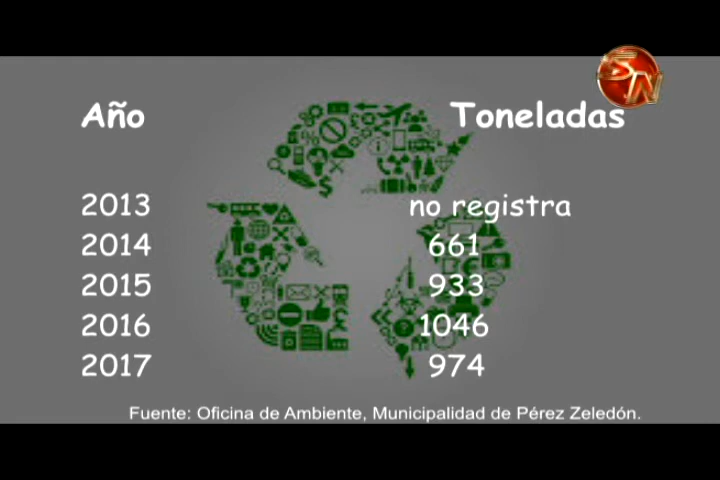 SN
Año Toneladas
2013 no registra
2014 661
2015 933
2016 1046
2017 974
Fuente: Oficina de Ambiente, Municipalidad de Pérez Zeledón.